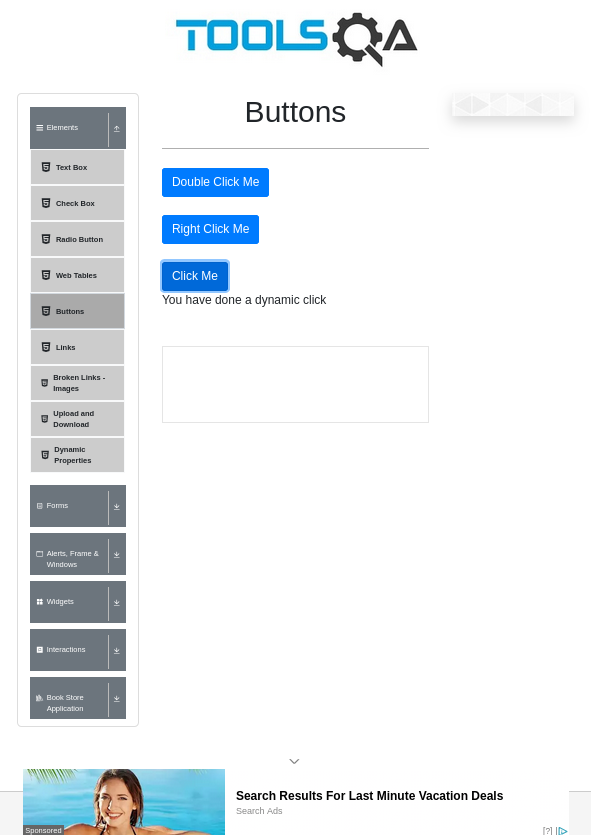 TOOLSQA
Elements
Text Box
Check Box
Radio Button
Web Tables
Buttons
Links
Broken Links -
Images
Upload and
Download
Dynamic
Properties
Forms
Alerts, Frame &
Windows
Widgets
Interactions
Book Store
Application
Buttons
Double Click Me
Right Click Me
Click Me
You have done a dynamic click
Search Results For Last Minute Vacation Deals
Search Ads
Sponsored
[?]